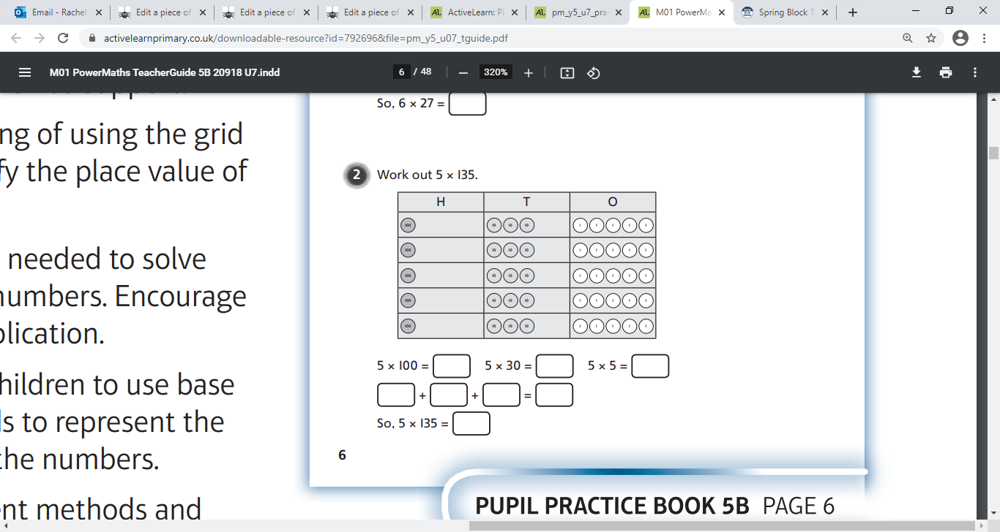 Email - Rachel
Edit a piece of
Edit a piece of
Edit a piece of
ActiveLearn: P
pm_y5_u7_pra
M01 PowerMa
Spring Block 1
activelearnprimary.co.uk/downloadable-resource?id=792696&file=pm_y5_u07_tguide.pdf
M01 PowerMaths TeacherGuide 5B 20918 U7.indd
6 / 48
320%
So, 6 × 27 =
ng of using the grid
fy the place value of
needed to solve
numbers. Encourage
plication.
hildren to use base
ls to represent the
the numbers.
ent methods and
2 Work out 5 × 135.
H T O
100 10 10 10 1 1 1 1 1
100 10 10 10 1 1 1 1 1
100 10 10 10 1 1 1 1 1
100 10 10 10 1 1 1 1 1
100 10 10 10 1 1 1 1 1
5 × 100 = 5 × 30 = 5 × 5 =
+ + =
So, 5 × 135 =
6
PUPIL PRACTICE BOOK 5B PAGE 6